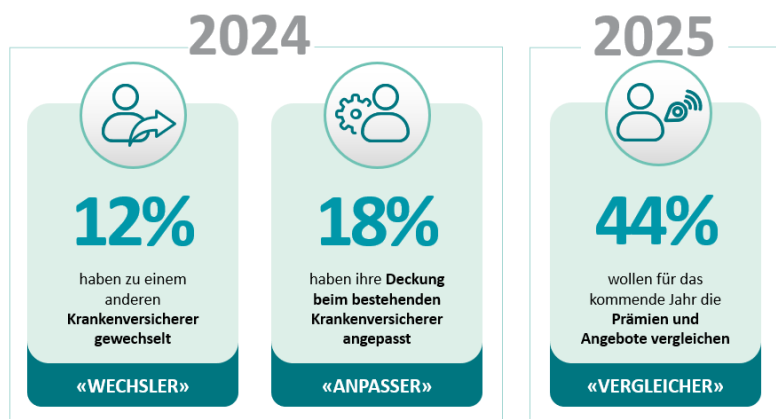 2024
12%
haben zu einem
anderen
Krankenversicherer
gewechselt
«WECHSLER»
18%
haben ihre Deckung
beim bestehenden
Krankenversicherer
angepasst
«ANPASSER»
2025
44%
wollen für das
kommende Jahr die
Prämien und
Angebote vergleichen
«VERGLEICHER»